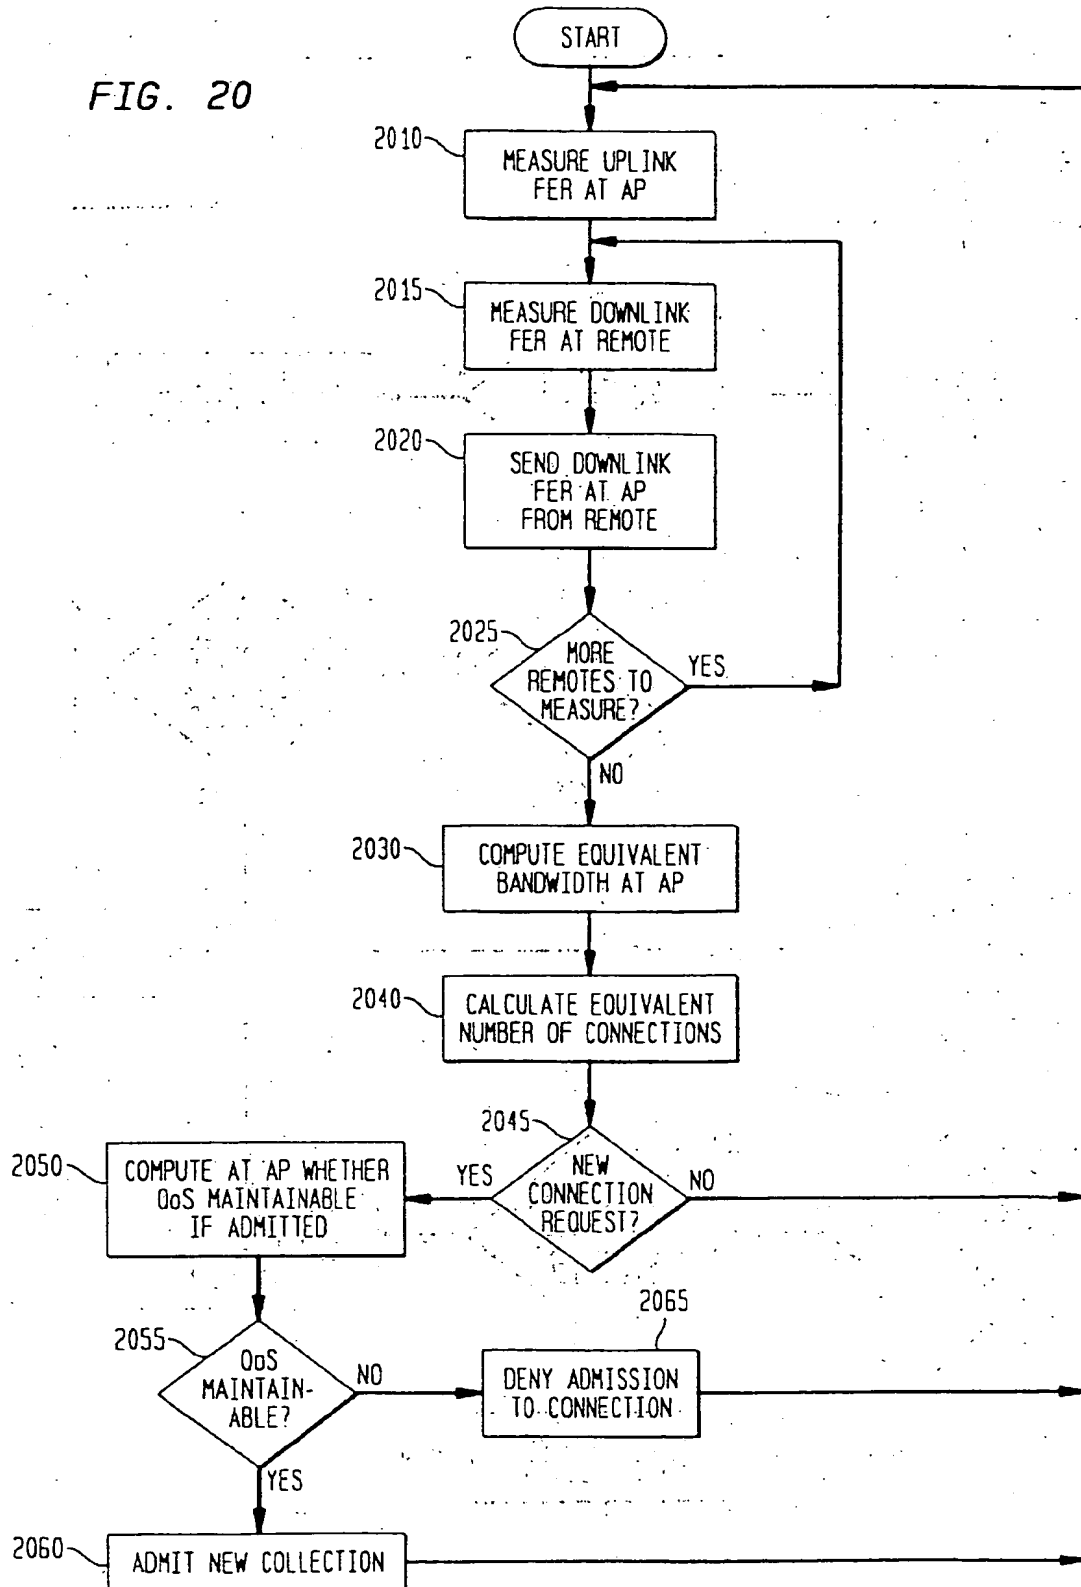 START
FIG. 20
2010
MEASURE UPLINK
FER AT AP
2015
MEASURE DOWNLINK
FER AT REMOTE
2020
SEND DOWNLINK
FER AT AP
FROM REMOTE
2025
MORE
REMOTES TO
MEASURE?
YES
NO
2030
COMPUTE EQUIVALENT
BANDWIDTH AT AP
2040
CALCULATE EQUIVALENT
NUMBER OF CONNECTIONS
2045
NEW
CONNECTION
REQUEST?
YES
NO
2050
COMPUTE AT AP WHETHER
QoS MAINTAINABLE
IF ADMITTED
2055
QoS
MAINTAIN-
ABLE?
NO
YES
2065
DENY ADMISSION
TO CONNECTION
2060
ADMIT NEW COLLECTION